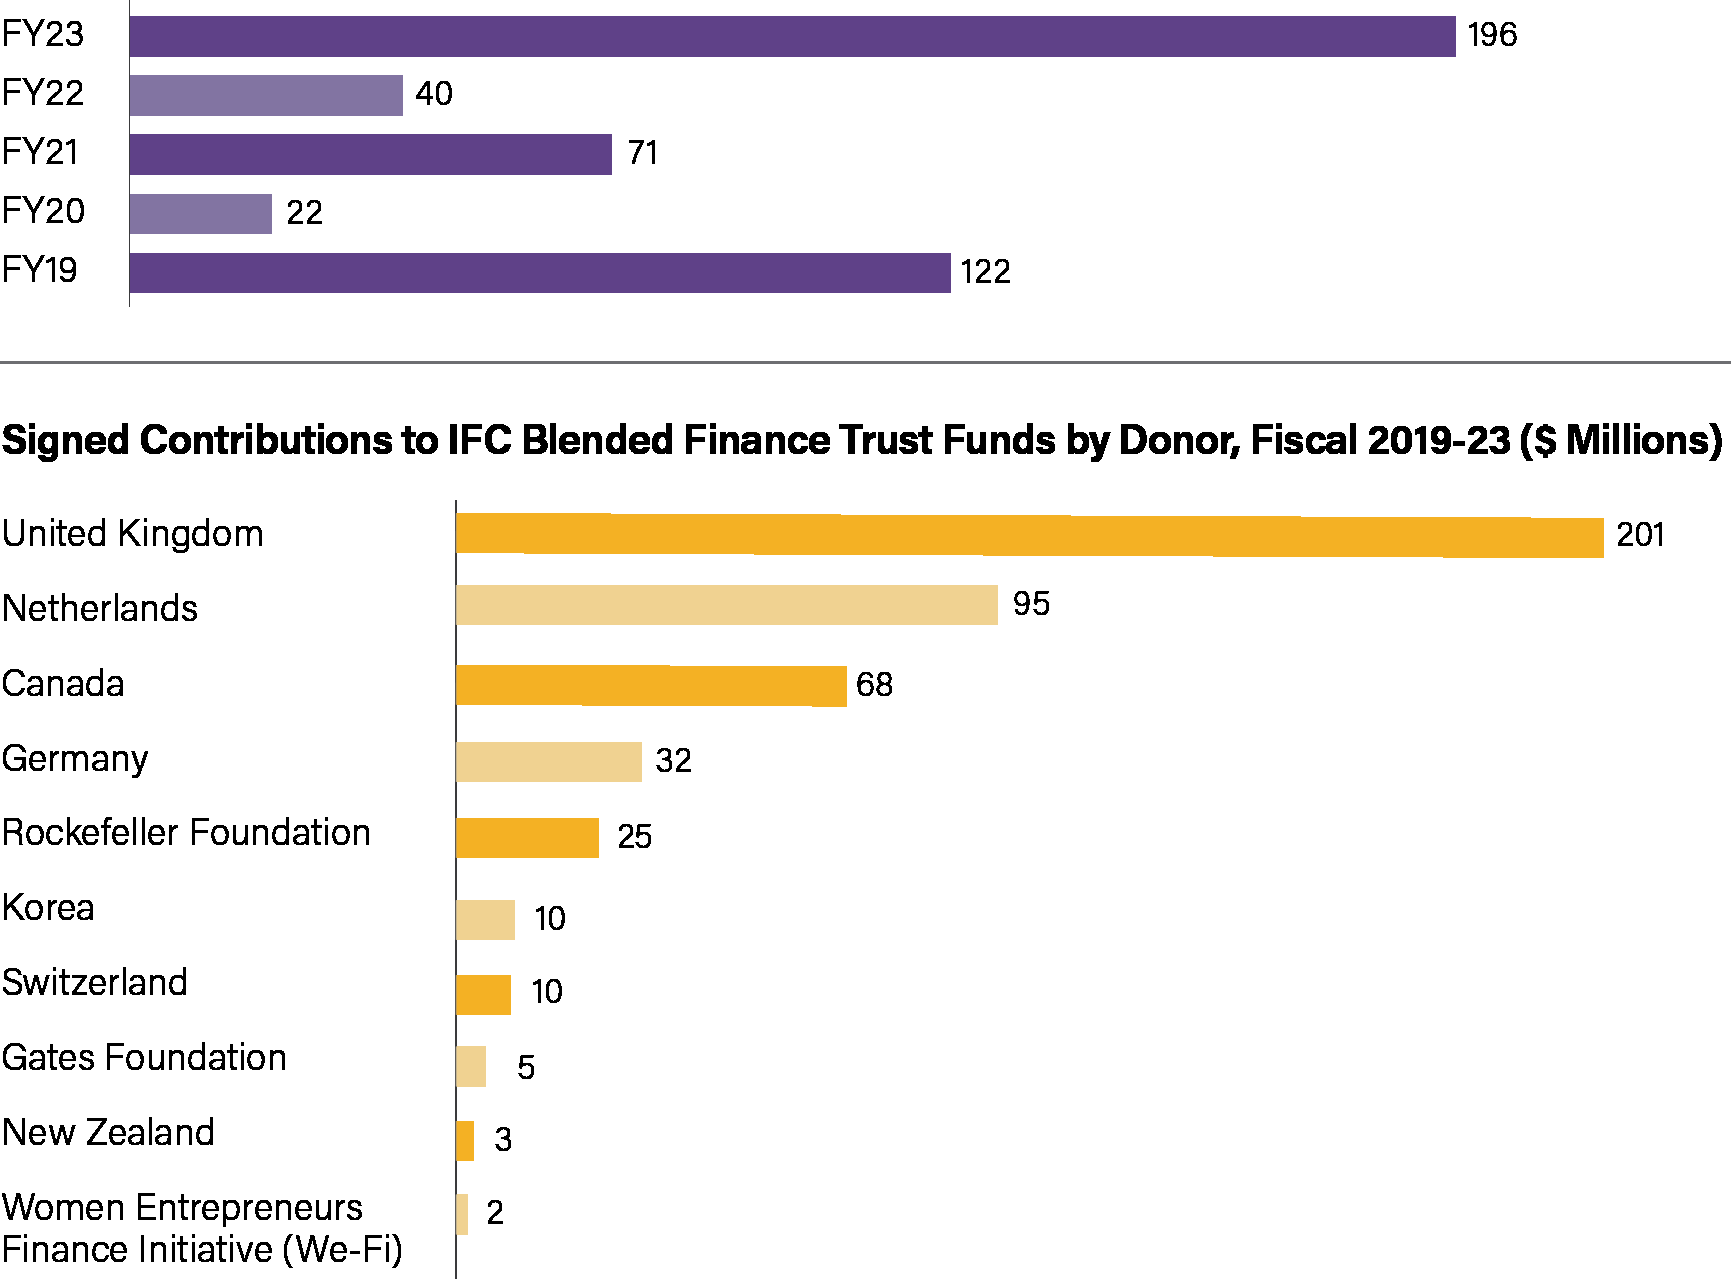 FY23 196
FY22 40
FY21 71
FY20 22
FY19 122
Signed Contributions to IFC Blended Finance Trust Funds by Donor, Fiscal 2019-23 ($ Millions)
United Kingdom 201
Netherlands 95
Canada 68
Germany 32
Rockefeller Foundation 25
Korea 10
Switzerland 10
Gates Foundation 5
New Zealand 3
Women Entrepreneurs 2
Finance Initiative (We-Fi)